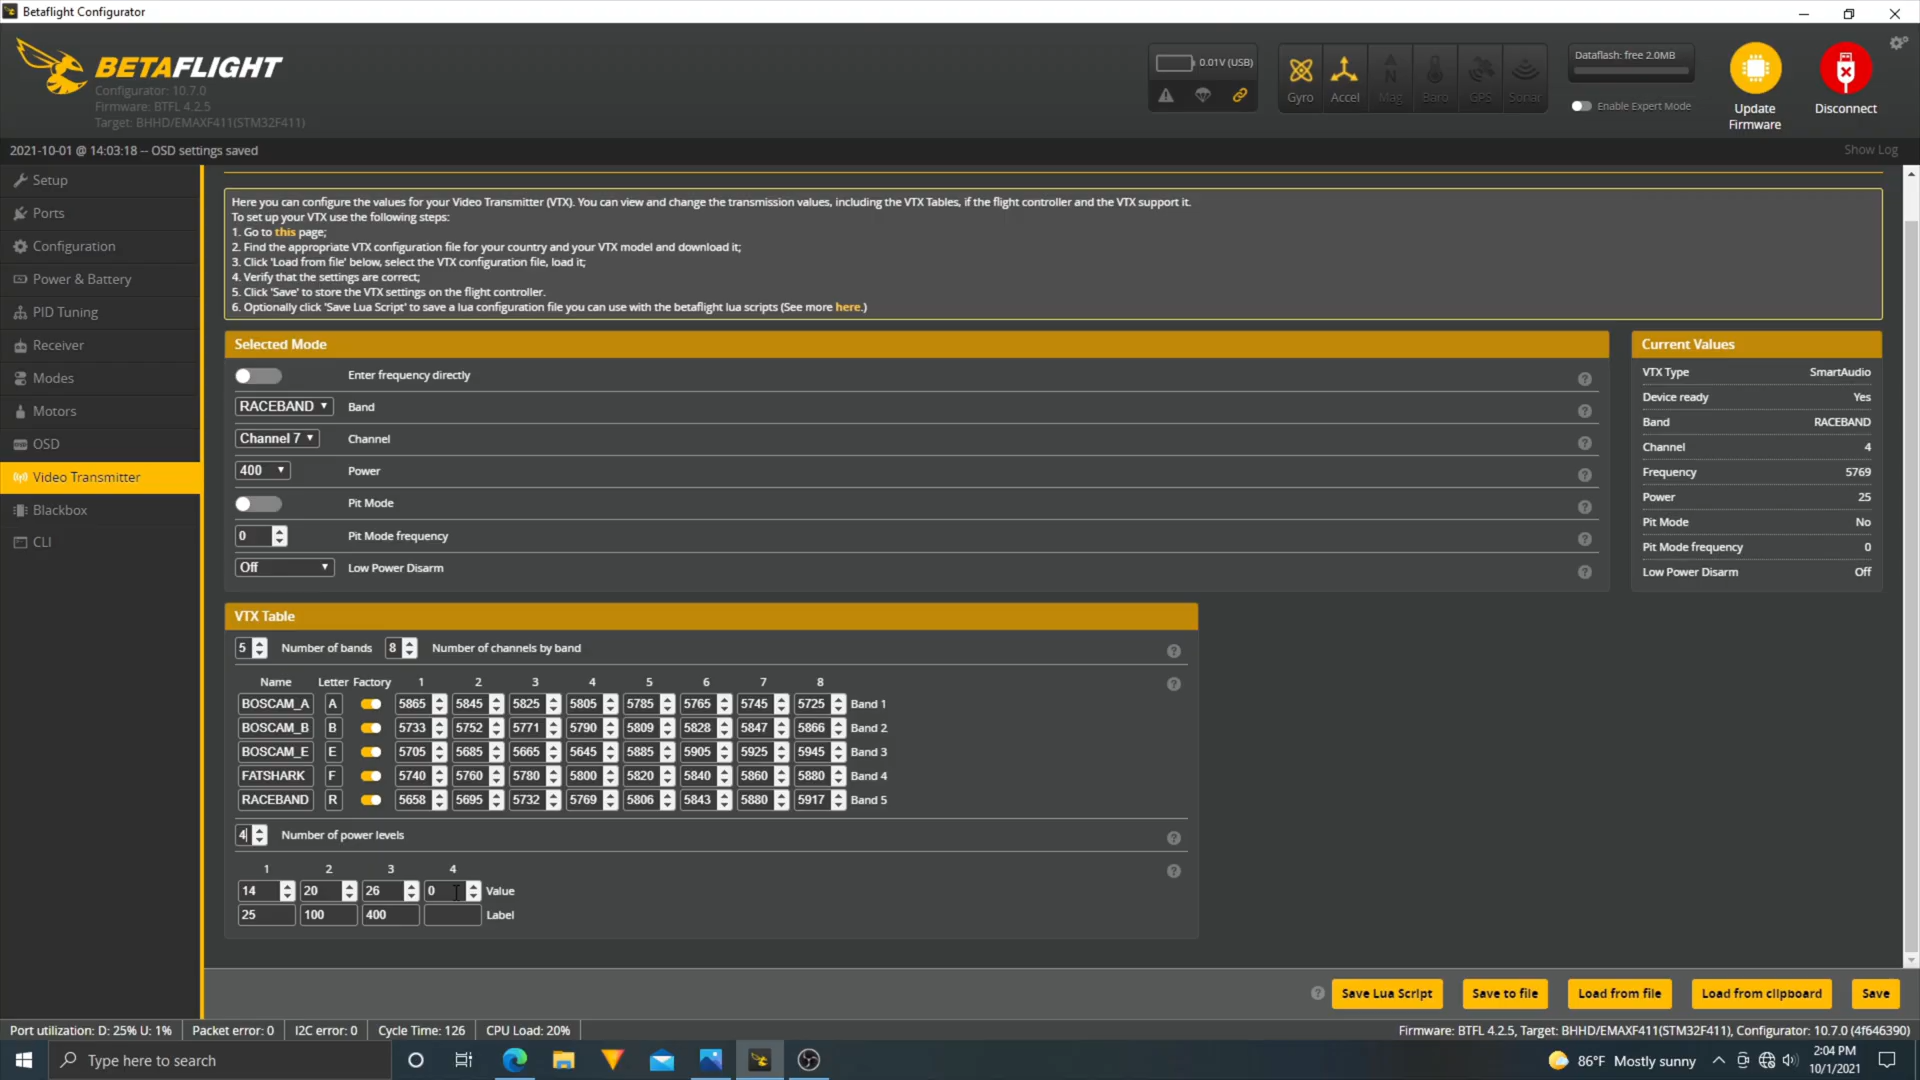 Betaflight Configurator
BETAFLIGHT
Configurator: 10.7.0
Firmware: BTFL 4.2.5
Target: BHHD/EMAXF411(STM32F411)
0.01V (USB)
Gyro
Accel
Mag
Baro
GPS
Sonar
Dataflash: free 2.0MB
Enable Expert Mode
Update
Firmware
Disconnect
2021-10-01 @ 14:03:18 -- OSD settings saved
Show Log
Setup
Ports
Configuration
Power & Battery
PID Tuning
Receiver
Modes
Motors
OSD
Video Transmitter
Blackbox
CLI
Here you can configure the values for your Video Transmitter (VTX). You can view and change the transmission values, including the VTX Tables, if the flight controller and the VTX support it.
To set up your VTX use the following steps:
1. Go to this page;
2. Find the appropriate VTX configuration file for your country and your VTX model and download it;
3. Click 'Load from file' below, select the VTX configuration file, load it;
4. Verify that the settings are correct;
5. Click 'Save' to store the VTX settings on the flight controller.
6. Optionally click 'Save Lua Script' to save a lua configuration file you can use with the betaflight lua scripts (See more here.)
Selected Mode
Enter frequency directly
RACEBAND Band
Channel 7 Channel
400 Power
Pit Mode
0 Pit Mode frequency
Off Low Power Disarm
Current Values
VTX Type SmartAudio
Device ready Yes
Band RACEBAND
Channel 4
Frequency 5769
Power 25
Pit Mode No
Pit Mode frequency 0
Low Power Disarm Off
VTX Table
5 Number of bands 8 Number of channels by band
Name Letter Factory 1 2 3 4 5 6 7 8
BOSCAM_A A 5865 5845 5825 5805 5785 5765 5745 5725 Band 1
BOSCAM_B B 5733 5752 5771 5790 5809 5828 5847 5866 Band 2
BOSCAM_E E 5705 5685 5665 5645 5885 5905 5925 5945 Band 3
FATSHARK F 5740 5760 5780 5800 5820 5840 5860 5880 Band 4
RACEBAND R 5658 5695 5732 5769 5806 5843 5880 5917 Band 5
4 Number of power levels
1 2 3 4
14 20 26 0 Value
25 100 400 Label
Save Lua Script
Save to file
Load from file
Load from clipboard
Save
Port utilization: D: 25% U: 1% Packet error: 0 I2C error: 0 Cycle Time: 126 CPU Load: 20%
Firmware: BTFL 4.2.5, Target: BHHD/EMAXF411(STM32F411), Configurator: 10.7.0 (4f646390)
Type here to search
86°F Mostly sunny
2:04 PM
10/1/2021